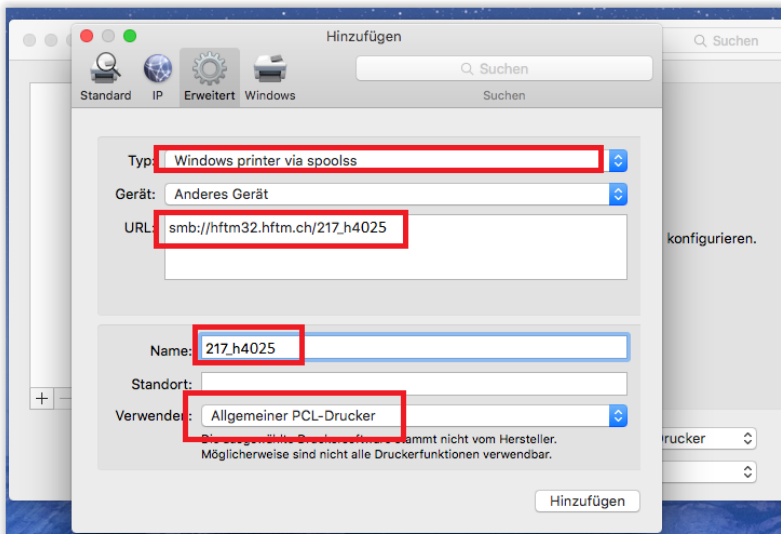 Hinzufügen
Suchen
Suchen
Standard IP Erweitert Windows Suchen
Typ: Windows printer via spoolss
Gerät: Anderes Gerät
URL: smb://hftm32.hftm.ch/217_h4025
konfigurieren.
Name: 217_h4025
Standort:
+ −
Verwenden: Allgemeiner PCL-Drucker
Die ausgewählte Druckersoftware stammt nicht vom Hersteller.
rucker
Möglicherweise sind nicht alle Druckerfunktionen verwendbar.
Hinzufügen